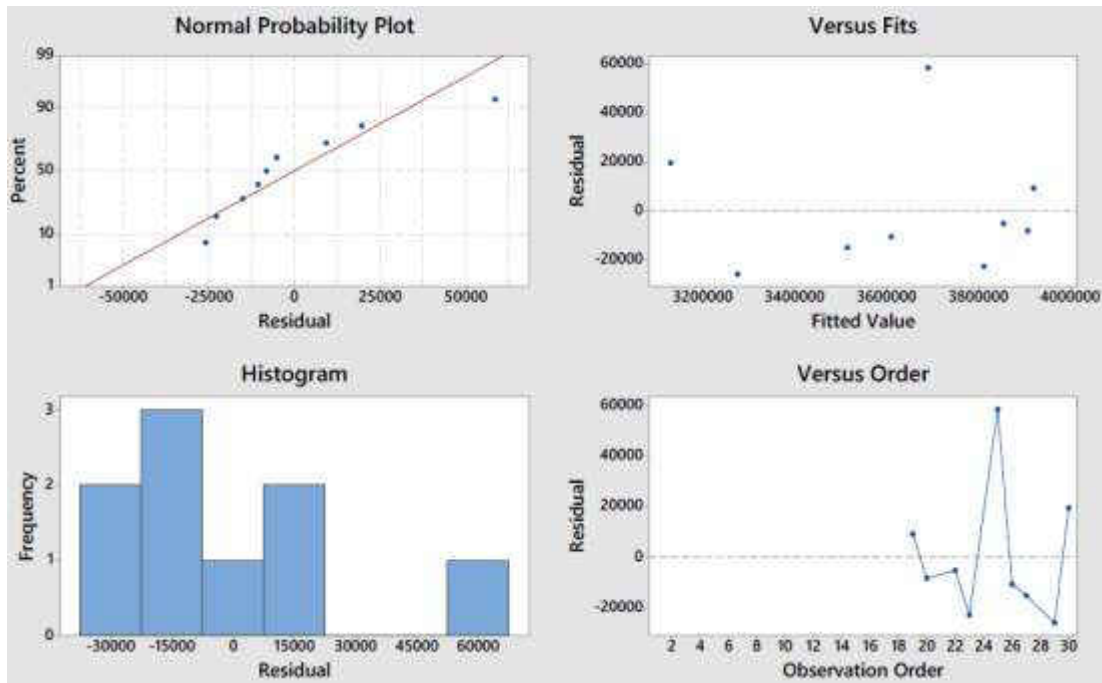 Normal Probability Plot
99
90
50
10
1
Percent
-50000 -25000 0 25000 50000
Residual
Versus Fits
60000
40000
20000
0
-20000
Residual
3200000 3400000 3600000 3800000 4000000
Fitted Value
Histogram
3
2
1
0
Frequency
-30000 -15000 0 15000 30000 45000 60000
Residual
Versus Order
60000
40000
20000
0
-20000
Residual
2 4 6 8 10 12 14 16 18 20 22 24 26 28 30
Observation Order